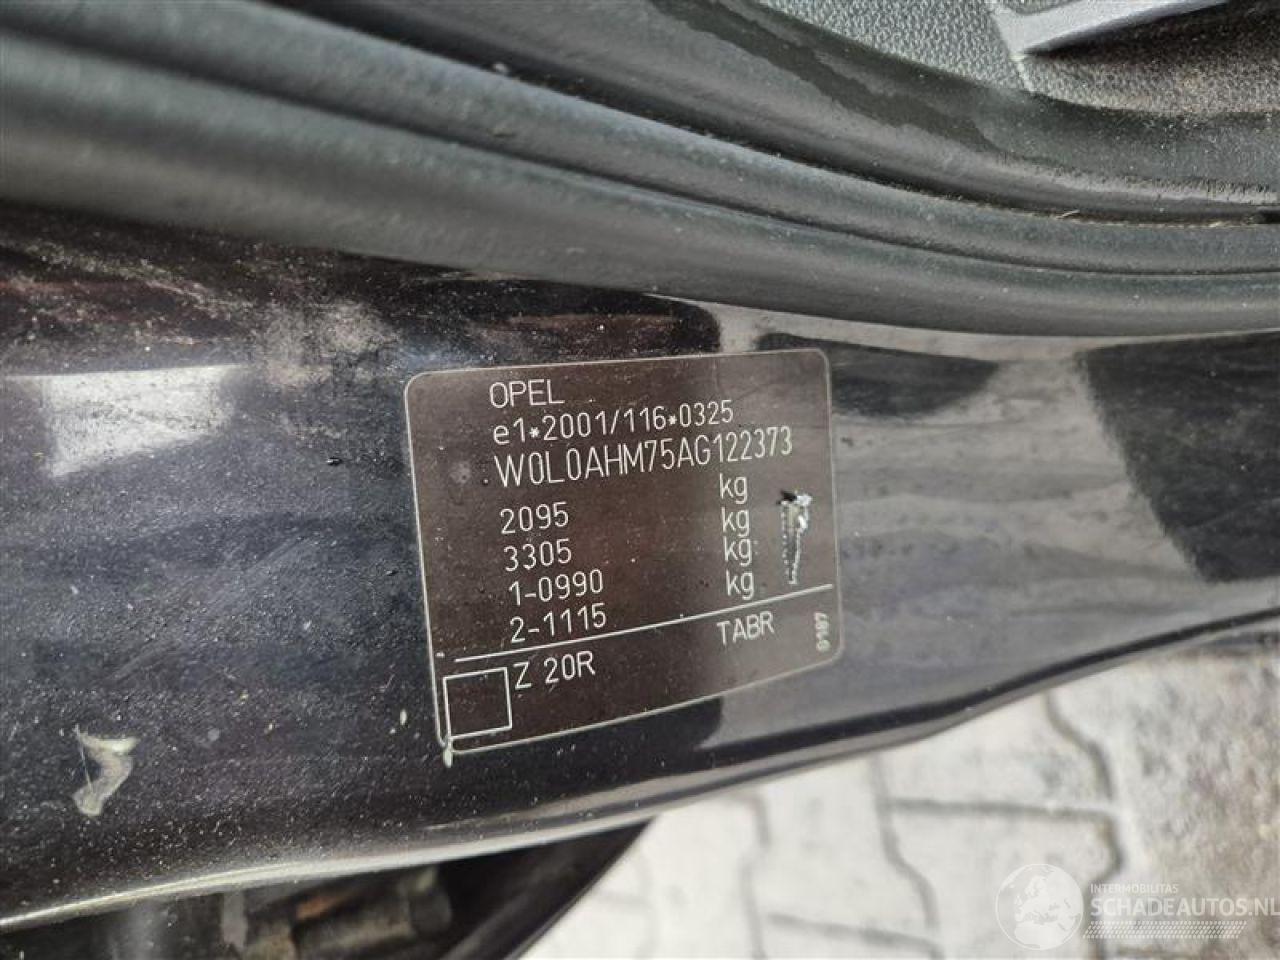 OPEL
e1*2001/116*0325
W0L0AHM75AG122373
kg
2095 kg
3305 kg
1-0990 kg
2-1115
TABR
Z 20R
0197
INTERMOBILITAS
SCHADEAUTOS.NL